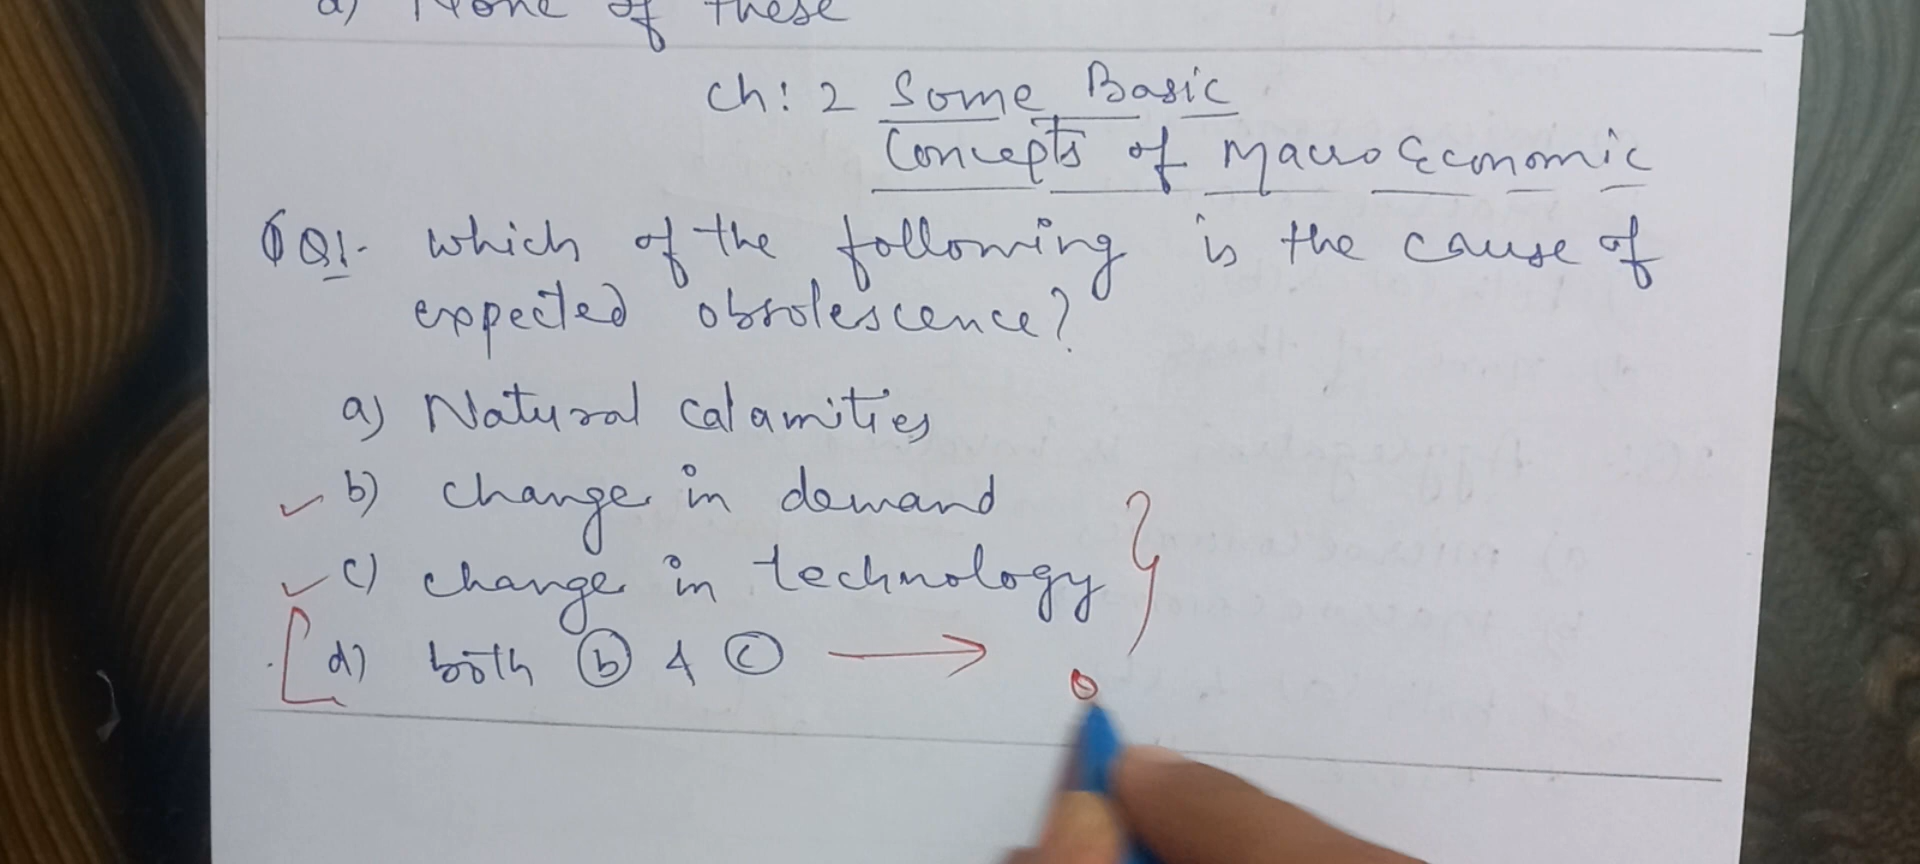 d) None of these
Ch: 2 Some Basic
Concepts of Macro Economic
Q1- which of the following is the cause of
expected obsolescence?
a) Natural calamities
b) change in demand
c) change in technology
d) both b & c →